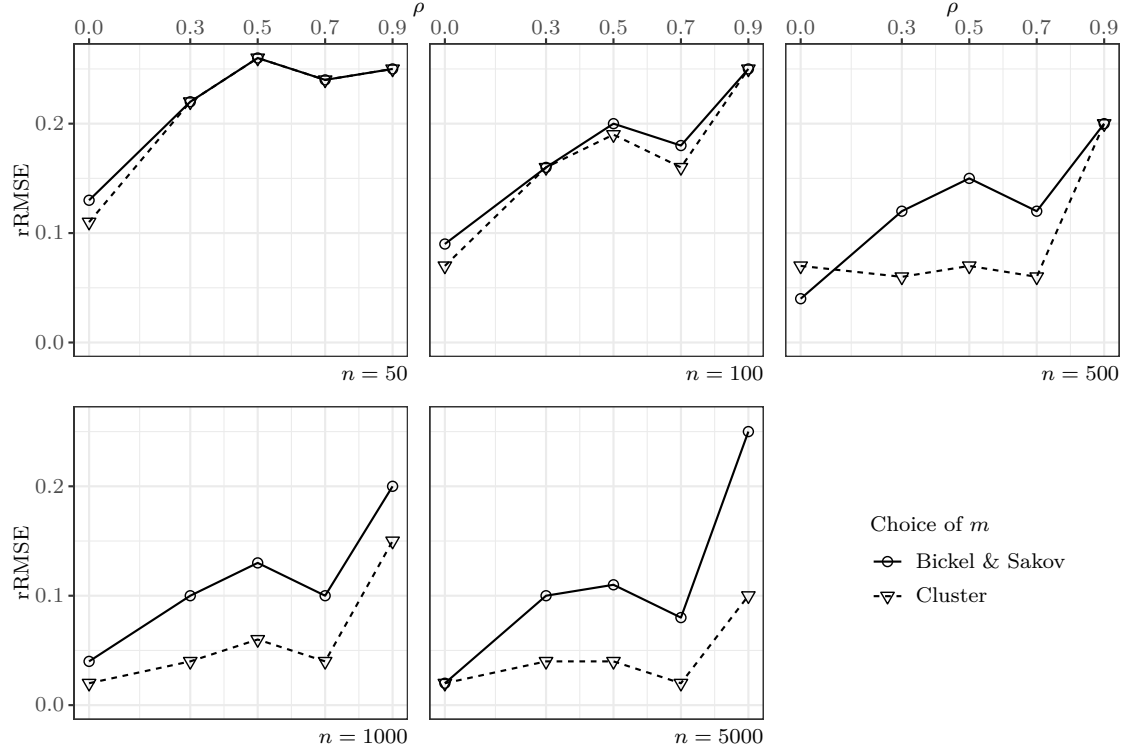 ρ
ρ
0.0 0.3 0.5 0.7 0.9
0.0 0.3 0.5 0.7 0.9
0.0 0.3 0.5 0.7 0.9
rRMSE
0.2
0.1
0.0
n = 50
n = 100
n = 500
rRMSE
0.2
0.1
0.0
Choice of m
Bickel & Sakov
Cluster
n = 1000
n = 5000